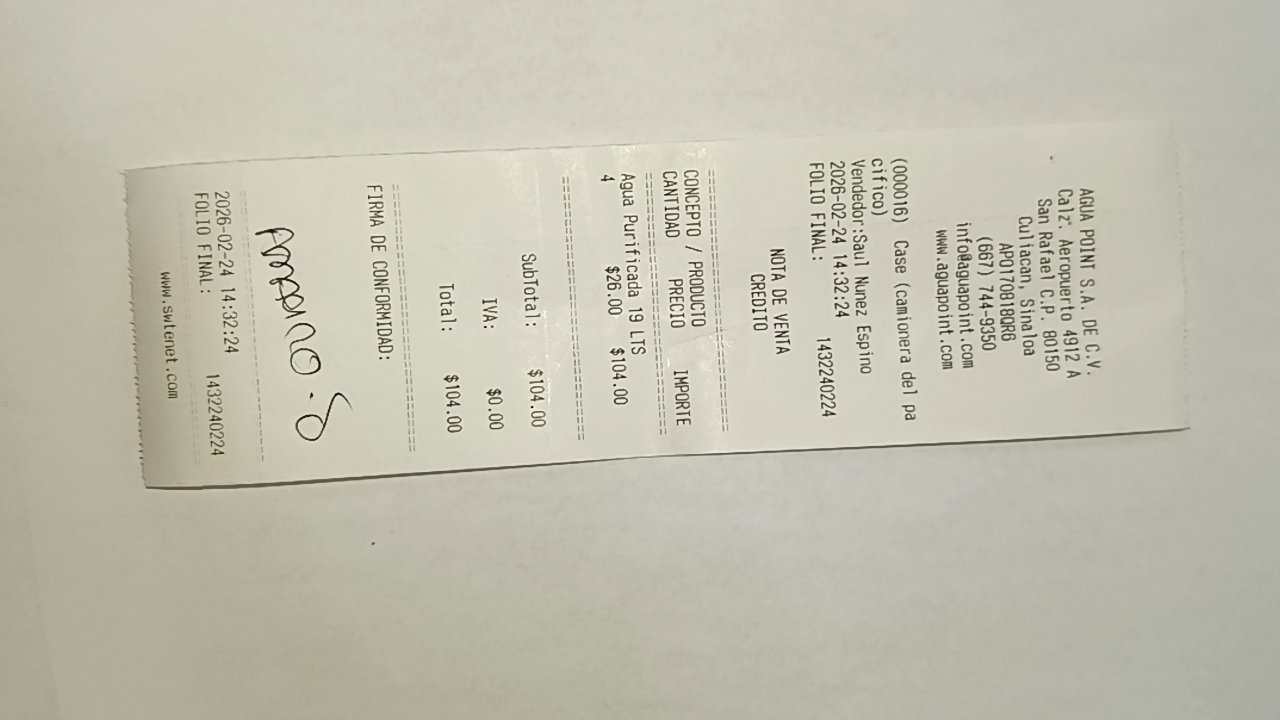 AGUA POINT S.A. DE C.V.
Calz. Aeropuerto 4912 A
San Rafael C.P. 80150
Culiacan, Sinaloa
APO170818QR6
(667) 744-9350
info@aguapoint.com
www.aguapoint.com
(000016) Case (camionera del pa
cifico)
Vendedor:Saul Nunez Espino
2026-02-24 14:32:24
FOLIO FINAL: 1432240224
NOTA DE VENTA
CREDITO
==============================
CONCEPTO / PRODUCTO
CANTIDAD PRECIO IMPORTE
==============================
Agua Purificada 19 LTS
4 $26.00 $104.00
==============================
SubTotal: $104.00
IVA: $0.00
Total: $104.00
==============================
FIRMA DE CONFORMIDAD:
------------------------------
2026-02-24 14:32:24
FOLIO FINAL: 1432240224
------------------------------
www.swtenet.com